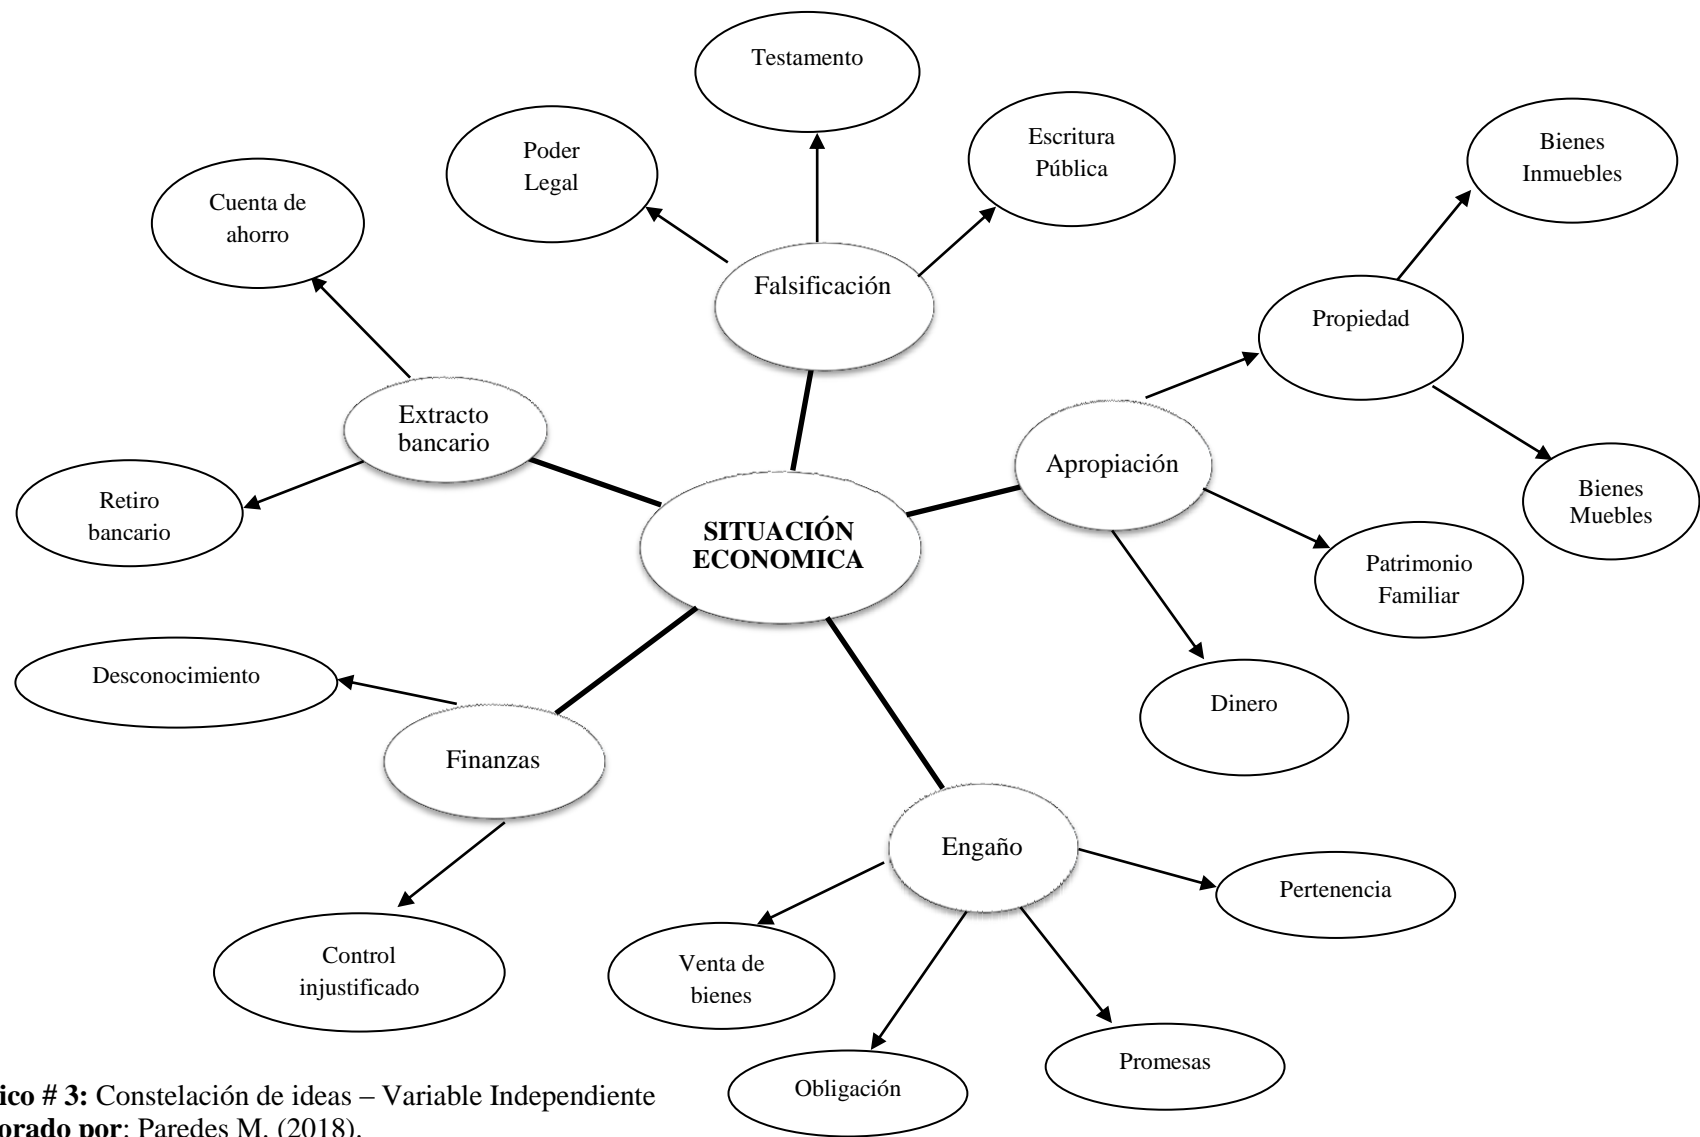 Testamento
Poder
Legal
Escritura
Pública
Bienes
Inmuebles
Cuenta de
ahorro
Falsificación
Propiedad
Extracto
bancario
Apropiación
Retiro
bancario
SITUACIÓN
ECONOMICA
Bienes
Muebles
Patrimonio
Familiar
Desconocimiento
Dinero
Finanzas
Engaño
Pertenencia
Control
injustificado
Venta de
bienes
Promesas
Obligación
ico # 3: Constelación de ideas – Variable Independiente
orado por: Paredes M. (2018).